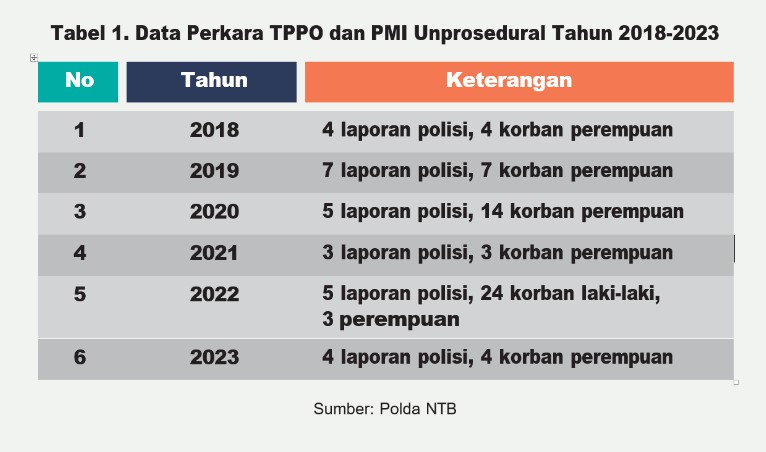 Tabel 1. Data Perkara TPPO dan PMI Unprosedural Tahun 2018-2023
No Tahun Keterangan
1 2018 4 laporan polisi, 4 korban perempuan
2 2019 7 laporan polisi, 7 korban perempuan
3 2020 5 laporan polisi, 14 korban perempuan
4 2021 3 laporan polisi, 3 korban perempuan
5 2022 5 laporan polisi, 24 korban laki-laki,
3 perempuan
6 2023 4 laporan polisi, 4 korban perempuan
Sumber: Polda NTB